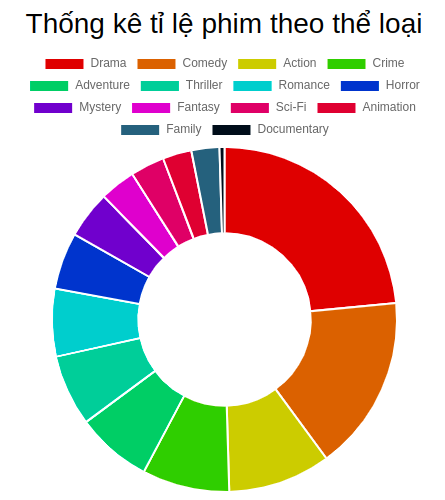 Thống kê tỉ lệ phim theo thể loại
Drama Comedy Action Crime
Adventure Thriller Romance Horror
Mystery Fantasy Sci-Fi Animation
Family Documentary